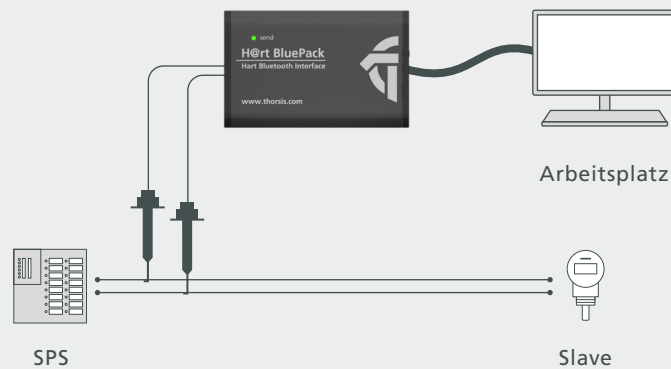 send
H@rt BluePack
Hart Bluetooth Interface
www.thorsis.com
Arbeitsplatz
SPS
Slave